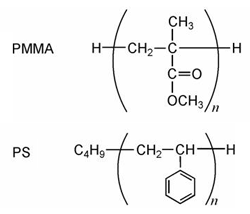 CH₃
PMMA H CH₂ C H
C=O
OCH₃ n
PS C₄H₉ CH₂ CH H
n